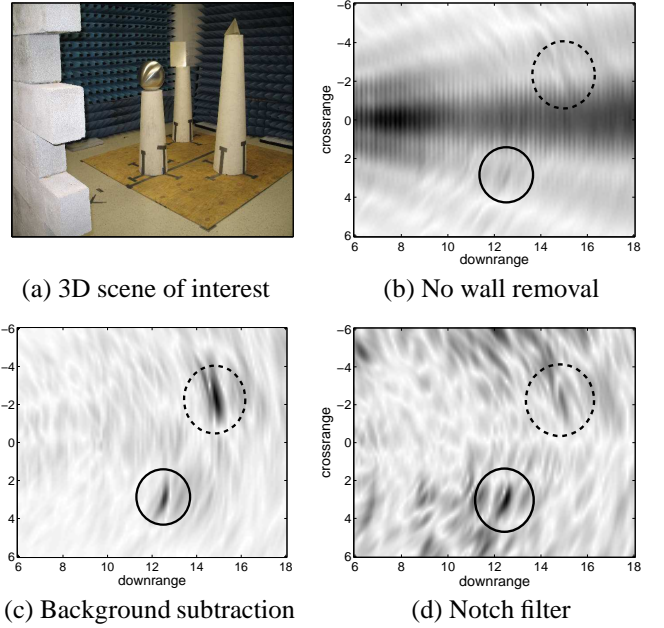 −6
−4
−2
0
2
4
6
crossrange
6 8 10 12 14 16 18
downrange
(a) 3D scene of interest
(b) No wall removal
−6
−4
−2
0
2
4
6
6 8 10 12 14 16 18
downrange
(c) Background subtraction
−6
−4
−2
0
2
4
6
crossrange
6 8 10 12 14 16 18
downrange
(d) Notch filter